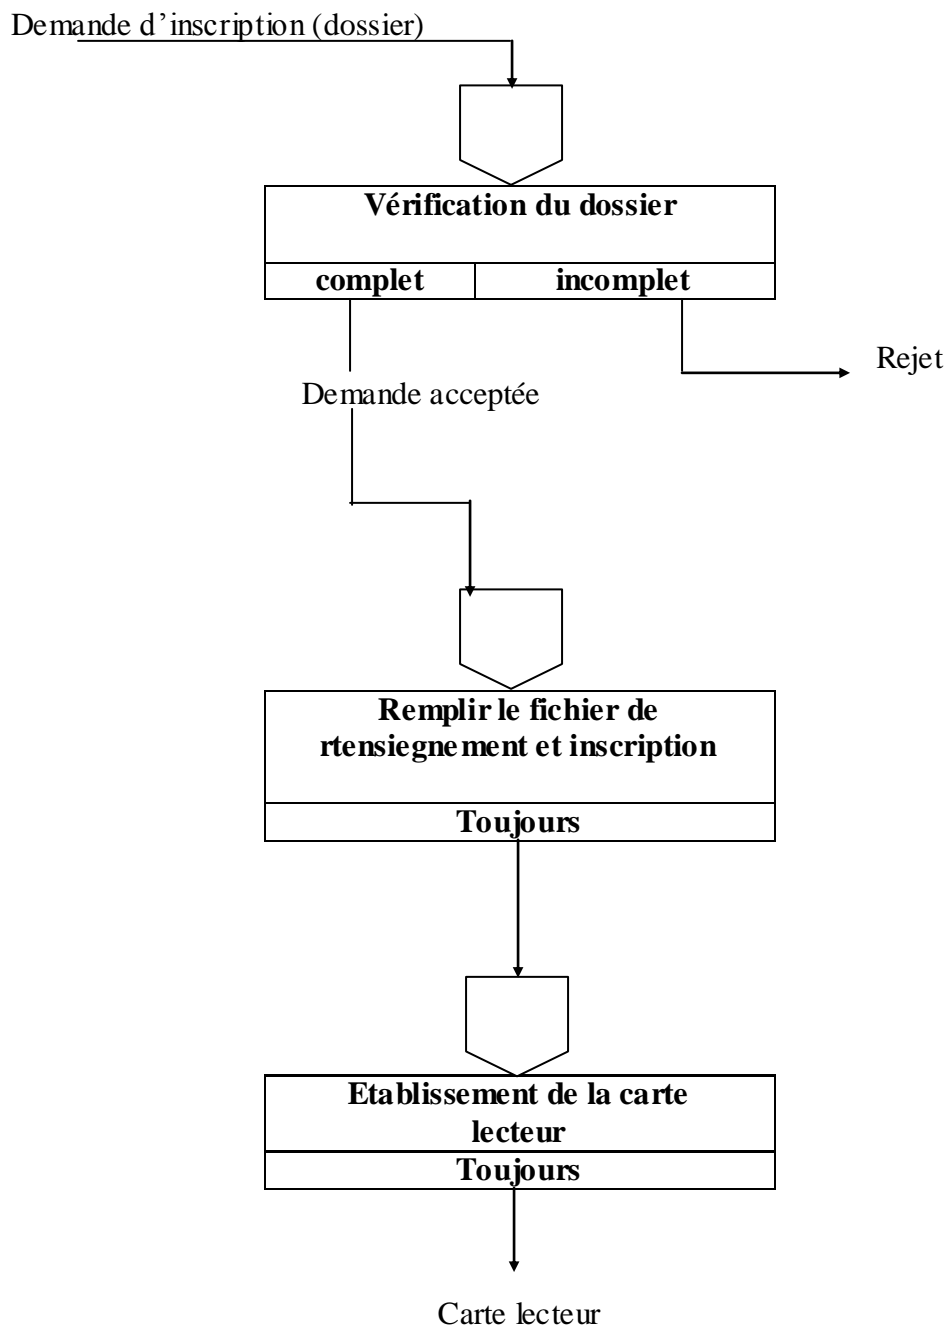 Demande d’inscription (dossier)
Vérification du dossier
complet
incomplet
Rejet
Demande acceptée
Remplir le fichier de
rtensiegnement et inscription
Toujours
Etablissement de la carte
lecteur
Toujours
Carte lecteur